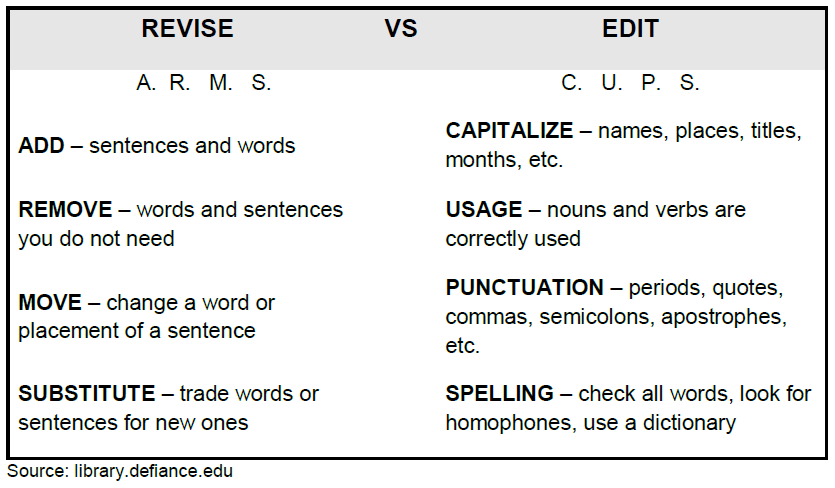 REVISE VS EDIT
A. R. M. S.
C. U. P. S.
ADD – sentences and words
CAPITALIZE – names, places, titles,
months, etc.
REMOVE – words and sentences
you do not need
USAGE – nouns and verbs are
correctly used
MOVE – change a word or
placement of a sentence
PUNCTUATION – periods, quotes,
commas, semicolons, apostrophes,
etc.
SUBSTITUTE – trade words or
sentences for new ones
SPELLING – check all words, look for
homophones, use a dictionary
Source: library.defiance.edu